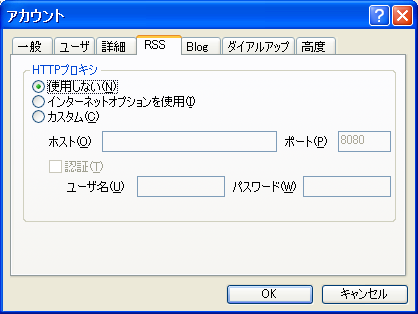 アカウント
一般 ユーザ 詳細 RSS Blog ダイアルアップ 高度
HTTPプロキシ
使用しない(N)
インターネットオプションを使用(I)
カスタム(C)
ホスト(O) ポート(P) 8080
認証(T)
ユーザ名(U) パスワード(W)
OK キャンセル